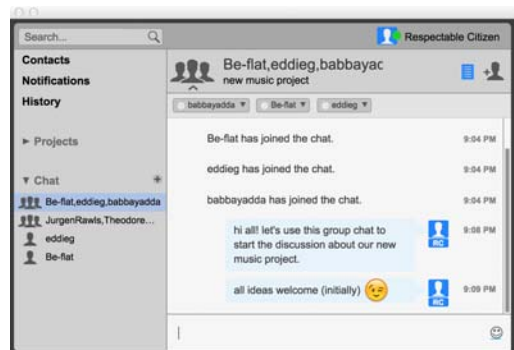 Search...
Respectable Citizen
Contacts
Notifications
History
Projects
Chat
Be-flat,eddieg,babbayadda
JurgenRawls,Theodore...
eddieg
Be-flat
Be-flat,eddieg,babbayac
new music project
babbayadda
Be-flat
eddieg
Be-flat has joined the chat.
9:04 PM
eddieg has joined the chat.
9:04 PM
babbayadda has joined the chat.
9:04 PM
hi all! let's use this group chat to
start the discussion about our new
music project.
RC
9:08 PM
all ideas welcome (initially)
RC
9:09 PM